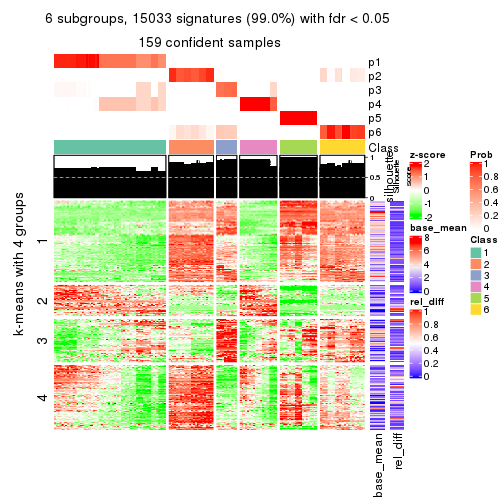 6 subgroups, 15033 signatures (99.0%) with fdr < 0.05
159 confident samples
p1
p2
p3
p4
p5
p6
Class
1
0.5
0
silhouette
Silhouette
score
k-means with 4 groups
1
2
3
4
base_mean
rel_diff
z-score
2
1
0
-1
-2
base_mean
8
6
4
2
0
rel_diff
1
0.8
0.6
0.4
0.2
0
Prob
1
0.8
0.6
0.4
0.2
0
Class
1
2
3
4
5
6